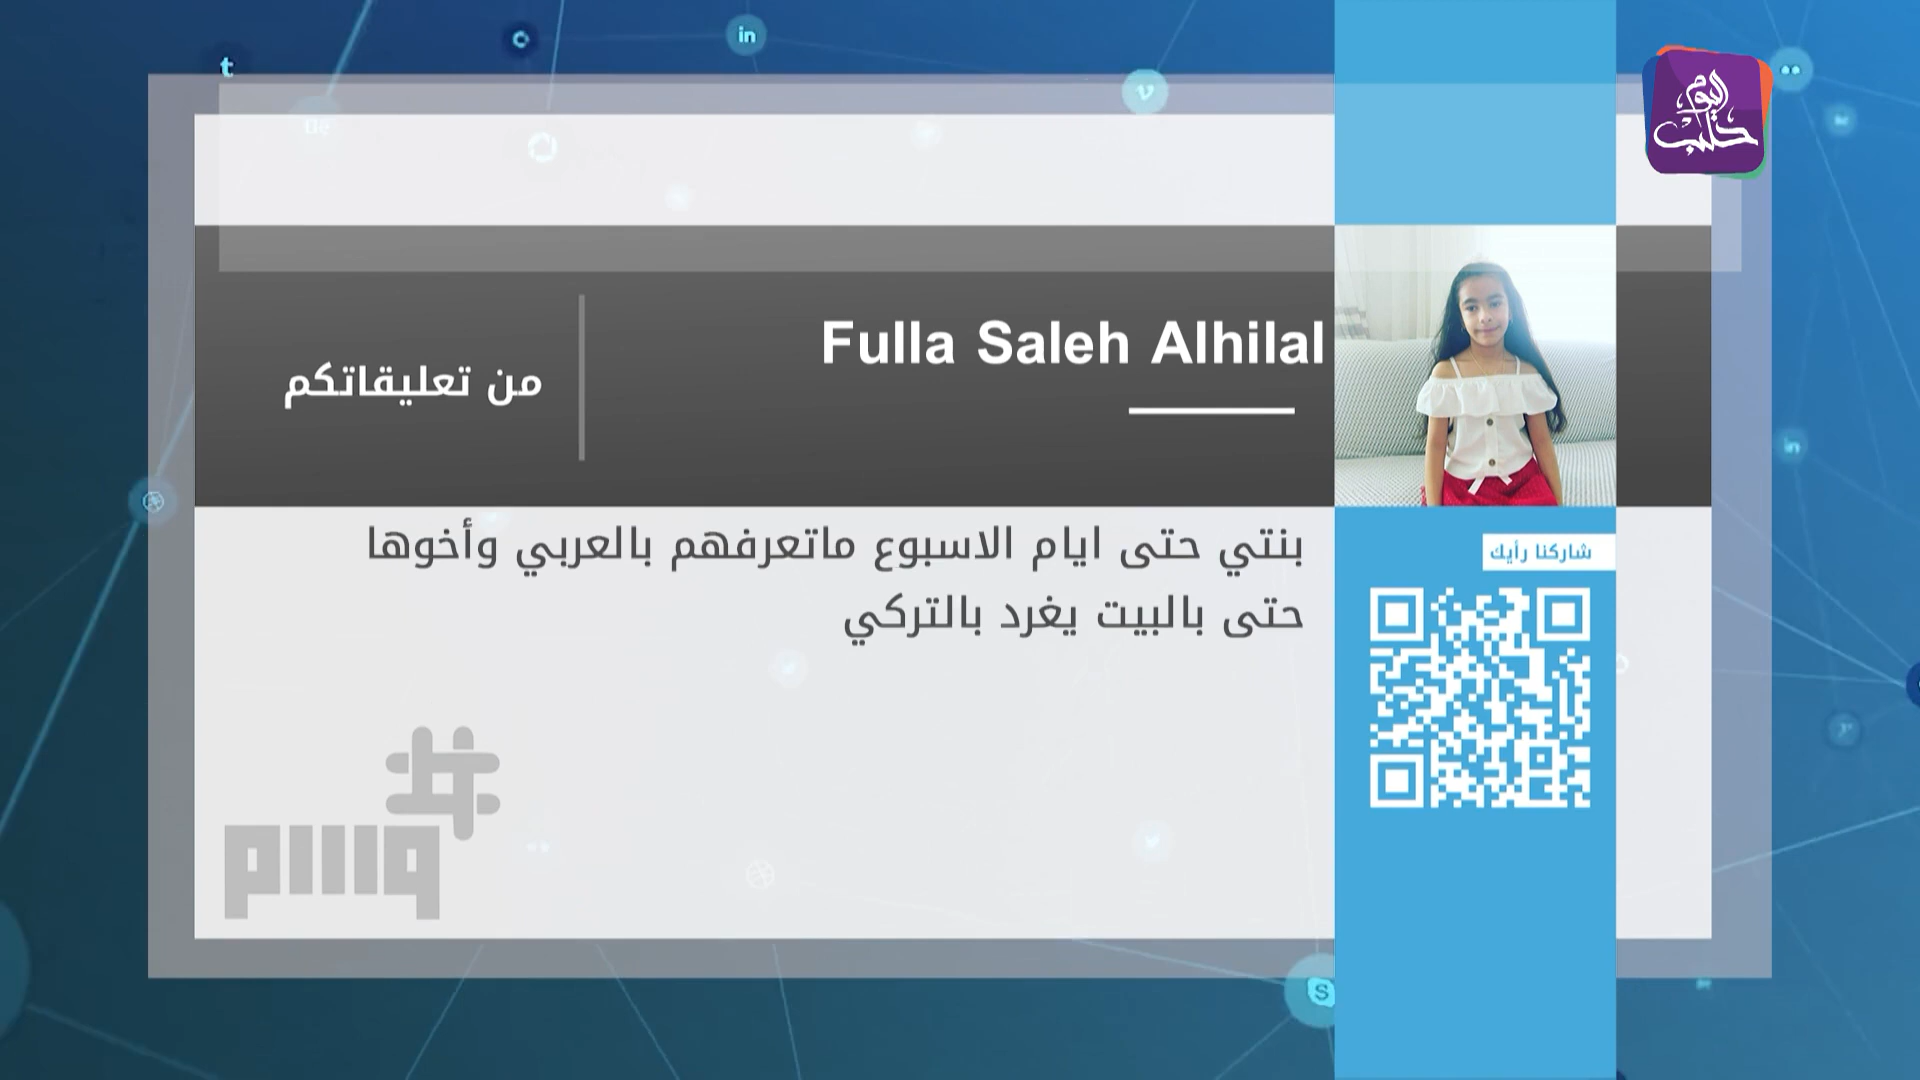 اليوم
حلب
Fulla Saleh Alhilal
من تعليقاتكم
بنتي حتى ايام الاسبوع ماتعرفهم بالعربي وأخوها
حتى بالبيت يغرد بالتركي
شاركنا رأيك
#وسم